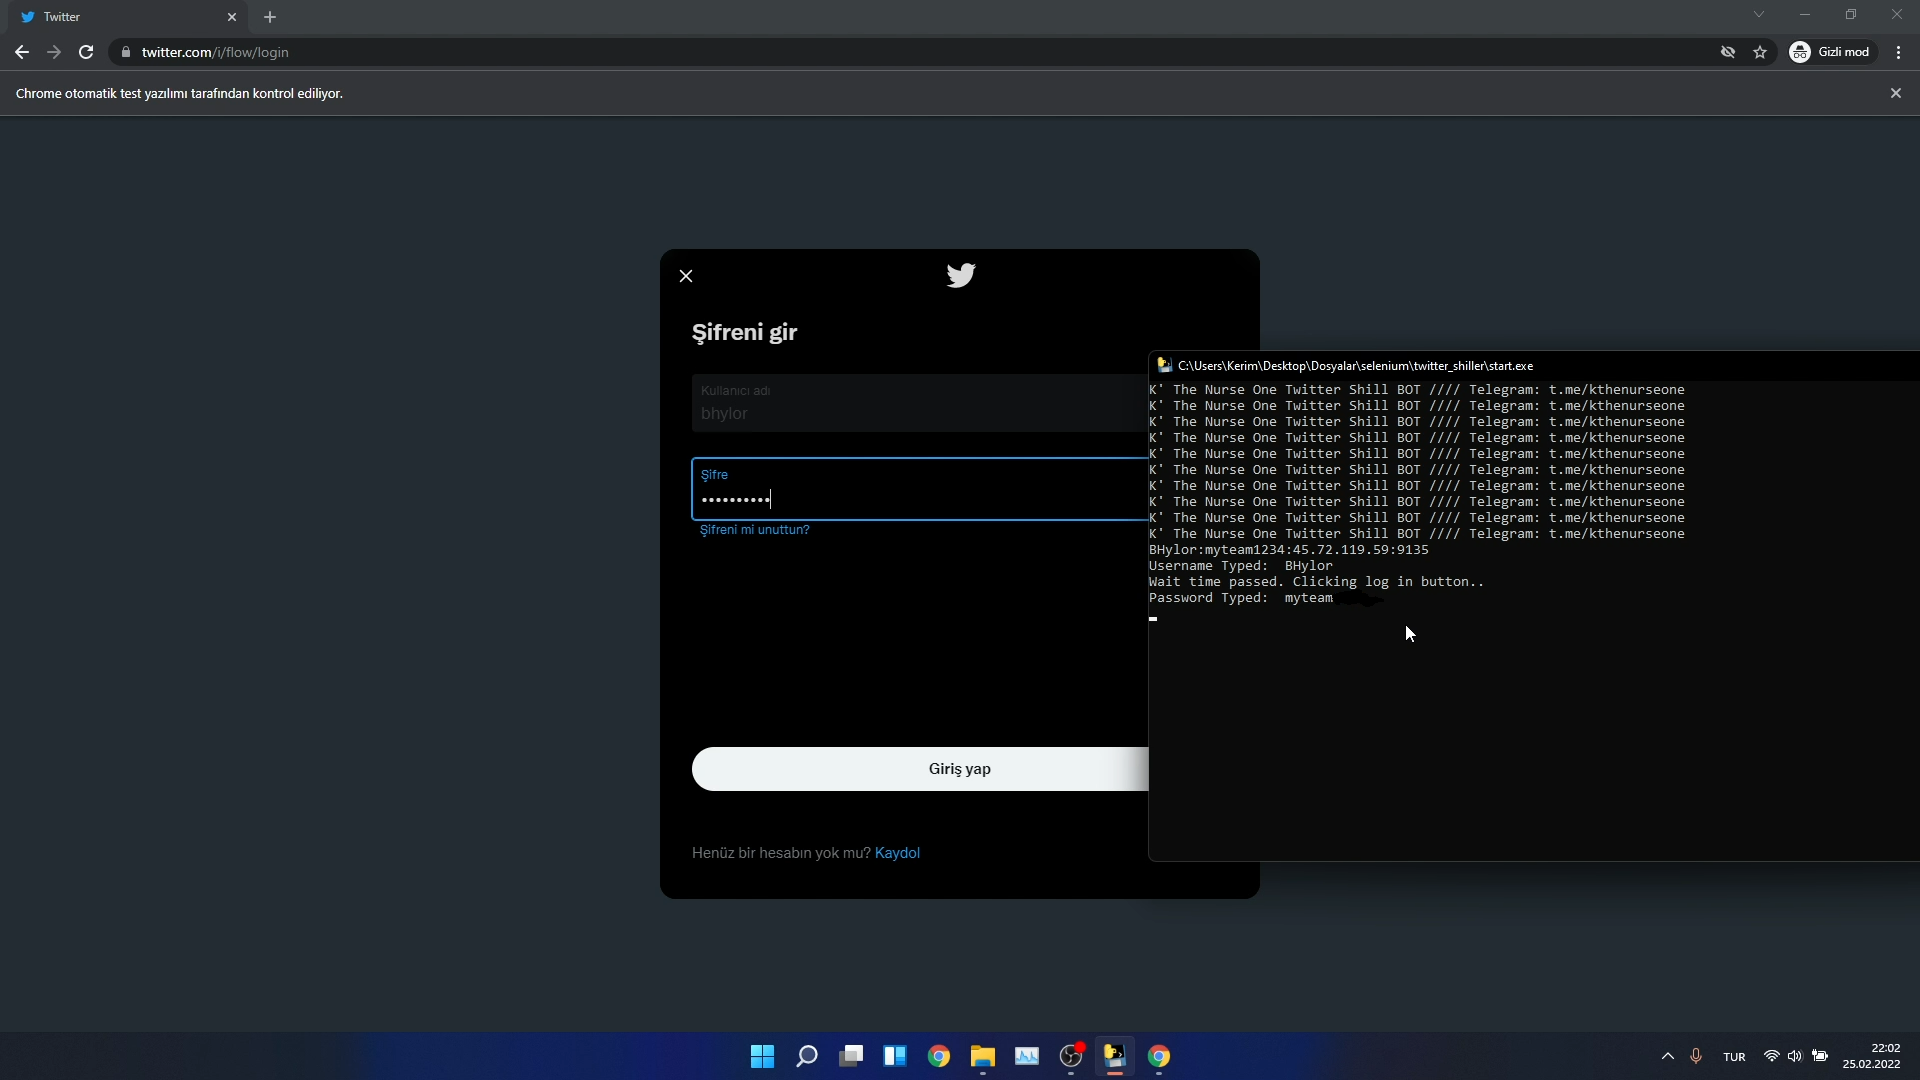 Twitter
twitter.com/i/flow/login
Gizli mod
Chrome otomatik test yazılımı tarafından kontrol ediliyor.
Şifreni gir
Kullanıcı adı
bhylor
Şifre
••••••••••
Şifreni mi unuttun?
Giriş yap
Henüz bir hesabın yok mu? Kaydol
C:\Users\Kerim\Desktop\Dosyalar\selenium\twitter_shiller\start.exe
K' The Nurse One Twitter Shill BOT //// Telegram: t.me/kthenurseone
K' The Nurse One Twitter Shill BOT //// Telegram: t.me/kthenurseone
K' The Nurse One Twitter Shill BOT //// Telegram: t.me/kthenurseone
K' The Nurse One Twitter Shill BOT //// Telegram: t.me/kthenurseone
K' The Nurse One Twitter Shill BOT //// Telegram: t.me/kthenurseone
K' The Nurse One Twitter Shill BOT //// Telegram: t.me/kthenurseone
K' The Nurse One Twitter Shill BOT //// Telegram: t.me/kthenurseone
K' The Nurse One Twitter Shill BOT //// Telegram: t.me/kthenurseone
K' The Nurse One Twitter Shill BOT //// Telegram: t.me/kthenurseone
K' The Nurse One Twitter Shill BOT //// Telegram: t.me/kthenurseone
BHylor:myteam1234:45.72.119.59:9135
Username Typed:  BHylor
Wait time passed. Clicking log in button..
Password Typed:  myteam
TUR
22:02
25.02.2022